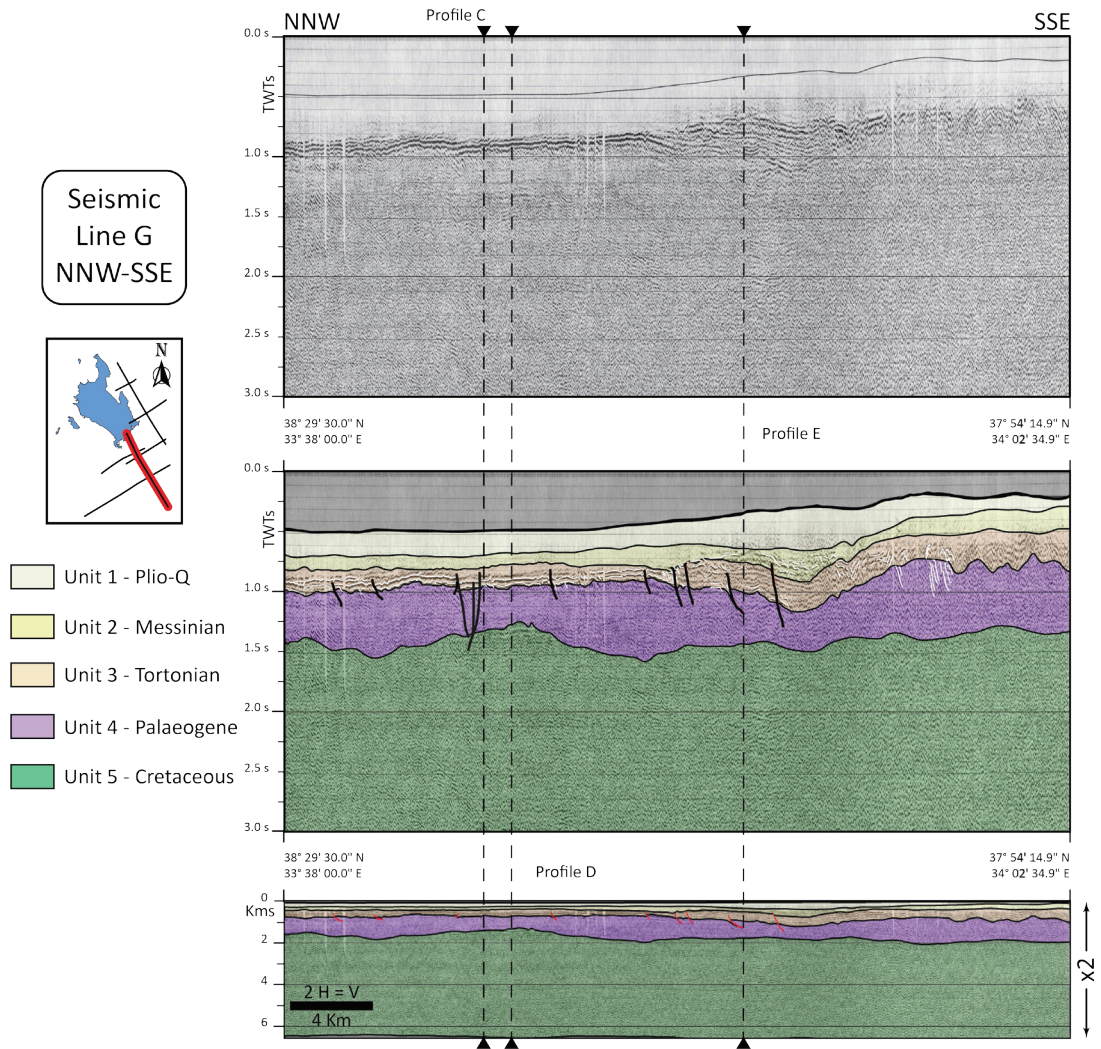 Profile C
NNW
SSE
0.0 s
TWTs
1.0 s
1.5 s
2.0 s
2.5 s
3.0 s
Seismic
Line G
NNW-SSE
N
38° 29' 30.0" N
33° 38' 00.0" E
37° 54' 14.9" N
34° 02' 34.9" E
Profile E
0.0 s
TWTs
1.0 s
1.5 s
2.0 s
2.5 s
3.0 s
Unit 1 - Plio-Q
Unit 2 - Messinian
Unit 3 - Tortonian
Unit 4 - Palaeogene
Unit 5 - Cretaceous
38° 29' 30.0" N
33° 38' 00.0" E
37° 54' 14.9" N
34° 02' 34.9" E
Profile D
0
Kms
2
4
6
2 H = V
4 Km
x2